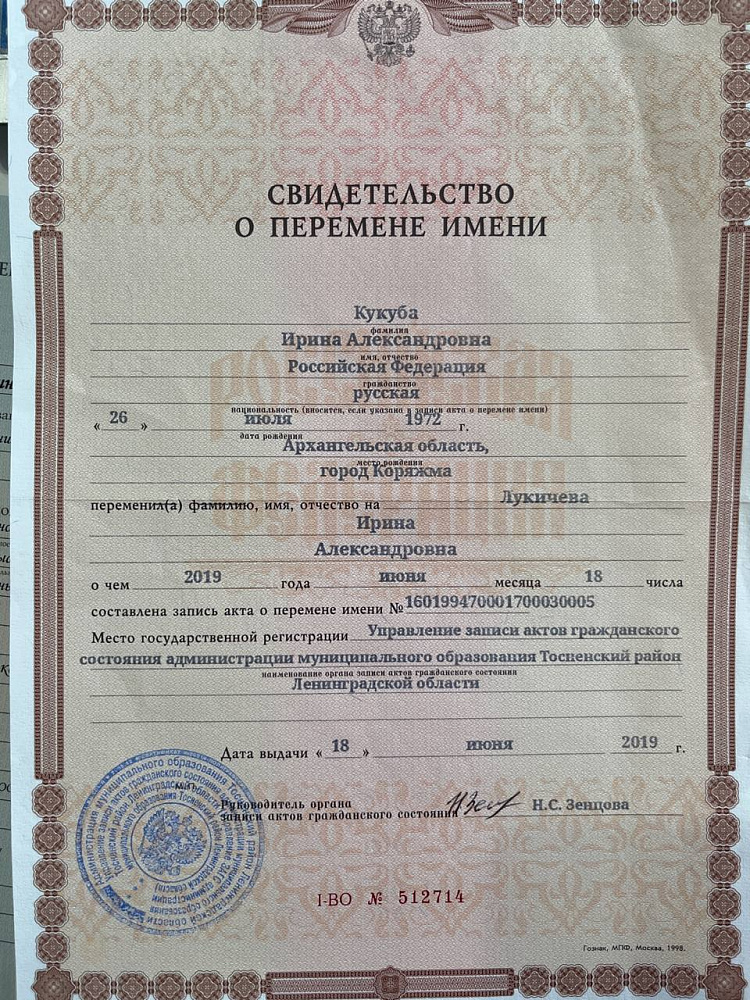 СВИДЕТЕЛЬСТВО
О ПЕРЕМЕНЕ ИМЕНИ
Кукуба
фамилия
Ирина Александровна
имя, отчество
Российская Федерация
гражданство
русская
национальность (вносится, если указана в записи акта о перемене имени)
« 26 » июля 1972 г.
дата рождения
Архангельская область,
место рождения
город Коряжма
переменил(а) фамилию, имя, отчество на Лукичева
Ирина
Александровна
о чем 2019 года июня месяца 18 числа
составлена запись акта о перемене имени № 160199470001700030005
Место государственной регистрации Управление записи актов гражданского
состояния администрации муниципального образования Тосненский район
наименование органа записи актов гражданского состояния
Ленинградской области
Дата выдачи « 18 » июня 2019 г.
Руководитель органа
записи актов гражданского состояния Н.С. Зенцова
I-ВО № 512714
Гознак, МПФ, Москва, 1998.